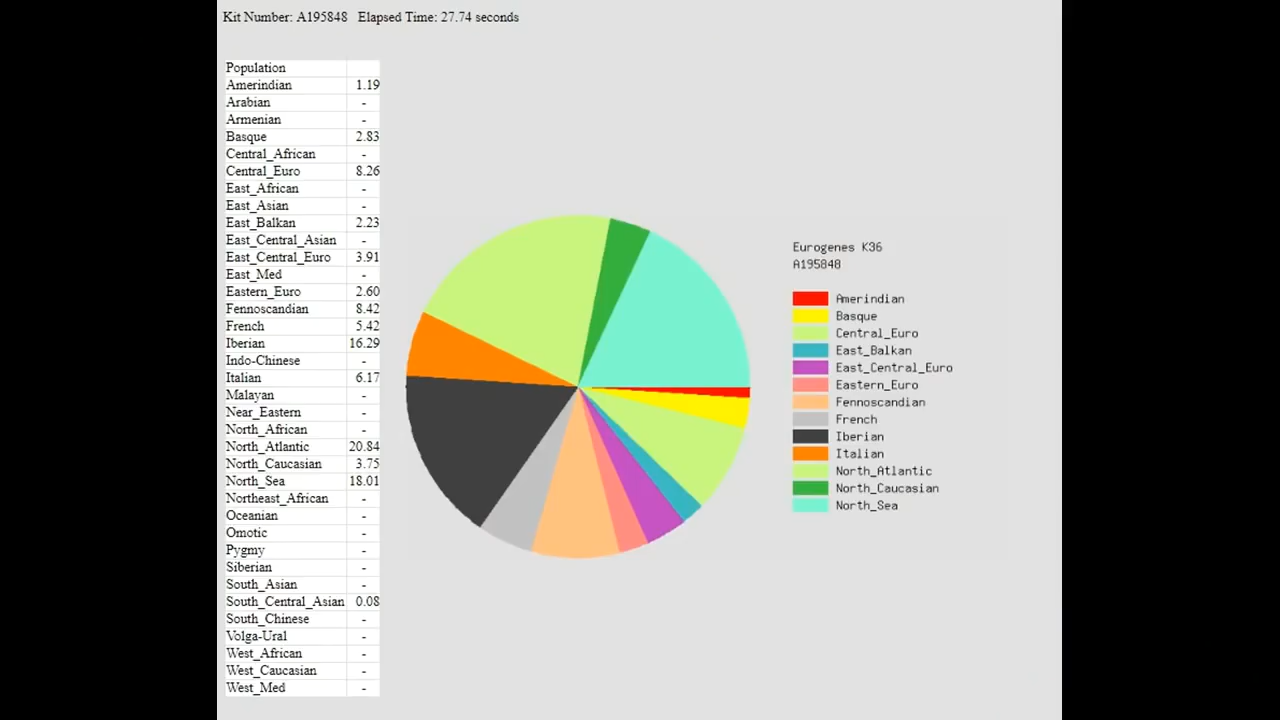 Kit Number: A195848 Elapsed Time: 27.74 seconds
Population
Amerindian 1.19
Arabian -
Armenian -
Basque 2.83
Central_African -
Central_Euro 8.26
East_African -
East_Asian -
East_Balkan 2.23
East_Central_Asian -
East_Central_Euro 3.91
East_Med -
Eastern_Euro 2.60
Fennoscandian 8.42
French 5.42
Iberian 16.29
Indo-Chinese -
Italian 6.17
Malayan -
Near_Eastern -
North_African -
North_Atlantic 20.84
North_Caucasian 3.75
North_Sea 18.01
Northeast_African -
Oceanian -
Omotic -
Pygmy -
Siberian -
South_Asian -
South_Central_Asian 0.08
South_Chinese -
Volga-Ural -
West_African -
West_Caucasian -
West_Med -
Eurogenes K36
A195848
Amerindian
Basque
Central_Euro
East_Balkan
East_Central_Euro
Eastern_Euro
Fennoscandian
French
Iberian
Italian
North_Atlantic
North_Caucasian
North_Sea